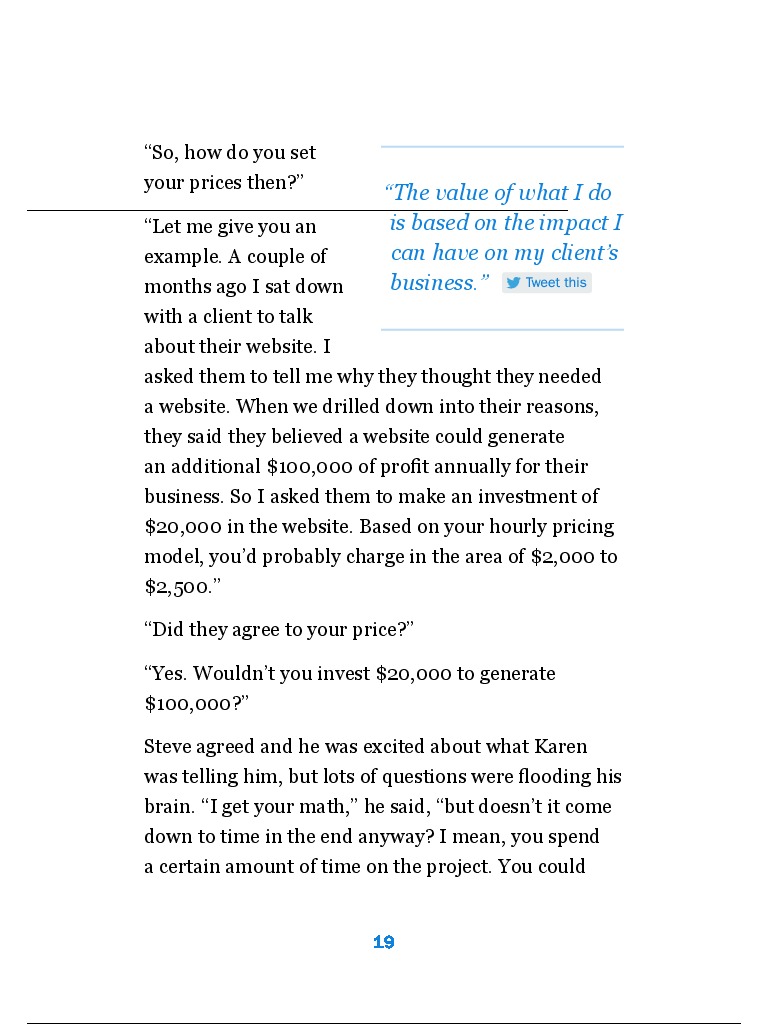 “So, how do you set
your prices then?”
“The value of what I do
is based on the impact I
can have on my client’s
business.” Tweet this
“Let me give you an
example. A couple of
months ago I sat down
with a client to talk
about their website. I
asked them to tell me why they thought they needed
a website. When we drilled down into their reasons,
they said they believed a website could generate
an additional $100,000 of profit annually for their
business. So I asked them to make an investment of
$20,000 in the website. Based on your hourly pricing
model, you’d probably charge in the area of $2,000 to
$2,500.”
“Did they agree to your price?”
“Yes. Wouldn’t you invest $20,000 to generate
$100,000?”
Steve agreed and he was excited about what Karen
was telling him, but lots of questions were flooding his
brain. “I get your math,” he said, “but doesn’t it come
down to time in the end anyway? I mean, you spend
a certain amount of time on the project. You could
19